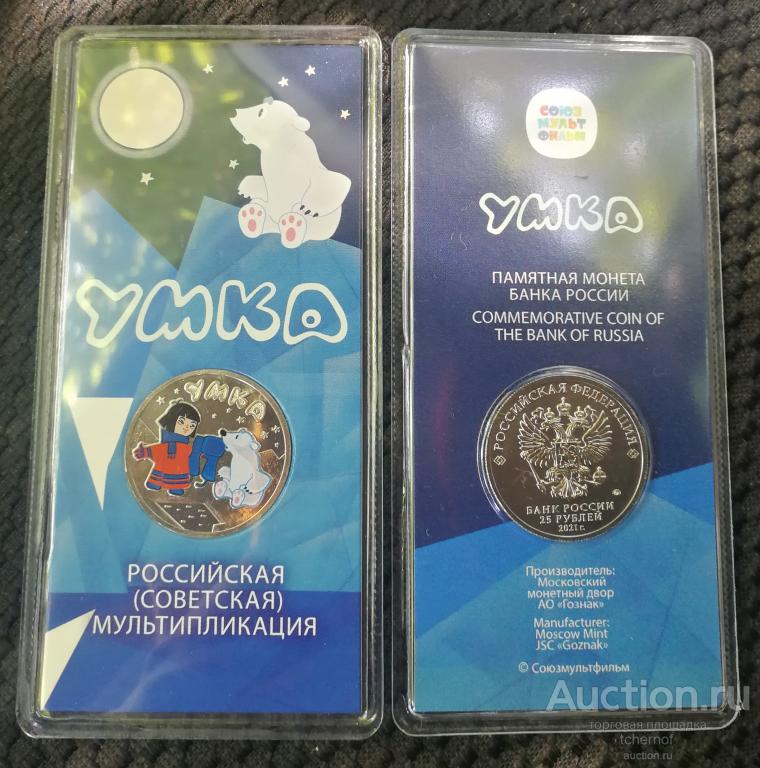 УМКА
УМКА
РОССИЙСКАЯ
(СОВЕТСКАЯ)
МУЛЬТИПЛИКАЦИЯ
СОЮЗ
МУЛЬТ
ФИЛЬМ
УМКА
ПАМЯТНАЯ МОНЕТА
БАНКА РОССИИ
COMMEMORATIVE COIN OF
THE BANK OF RUSSIA
РОССИЙСКАЯ ФЕДЕРАЦИЯ
БАНК РОССИИ
25 РУБЛЕЙ
2021 г.
Производитель:
Московский
монетный двор
АО «Гознак»
Manufacturer:
Moscow Mint
JSC «Goznak»
© Союзмультфильм
Auction.ru
торговая площадка
tchernof
auction.ru